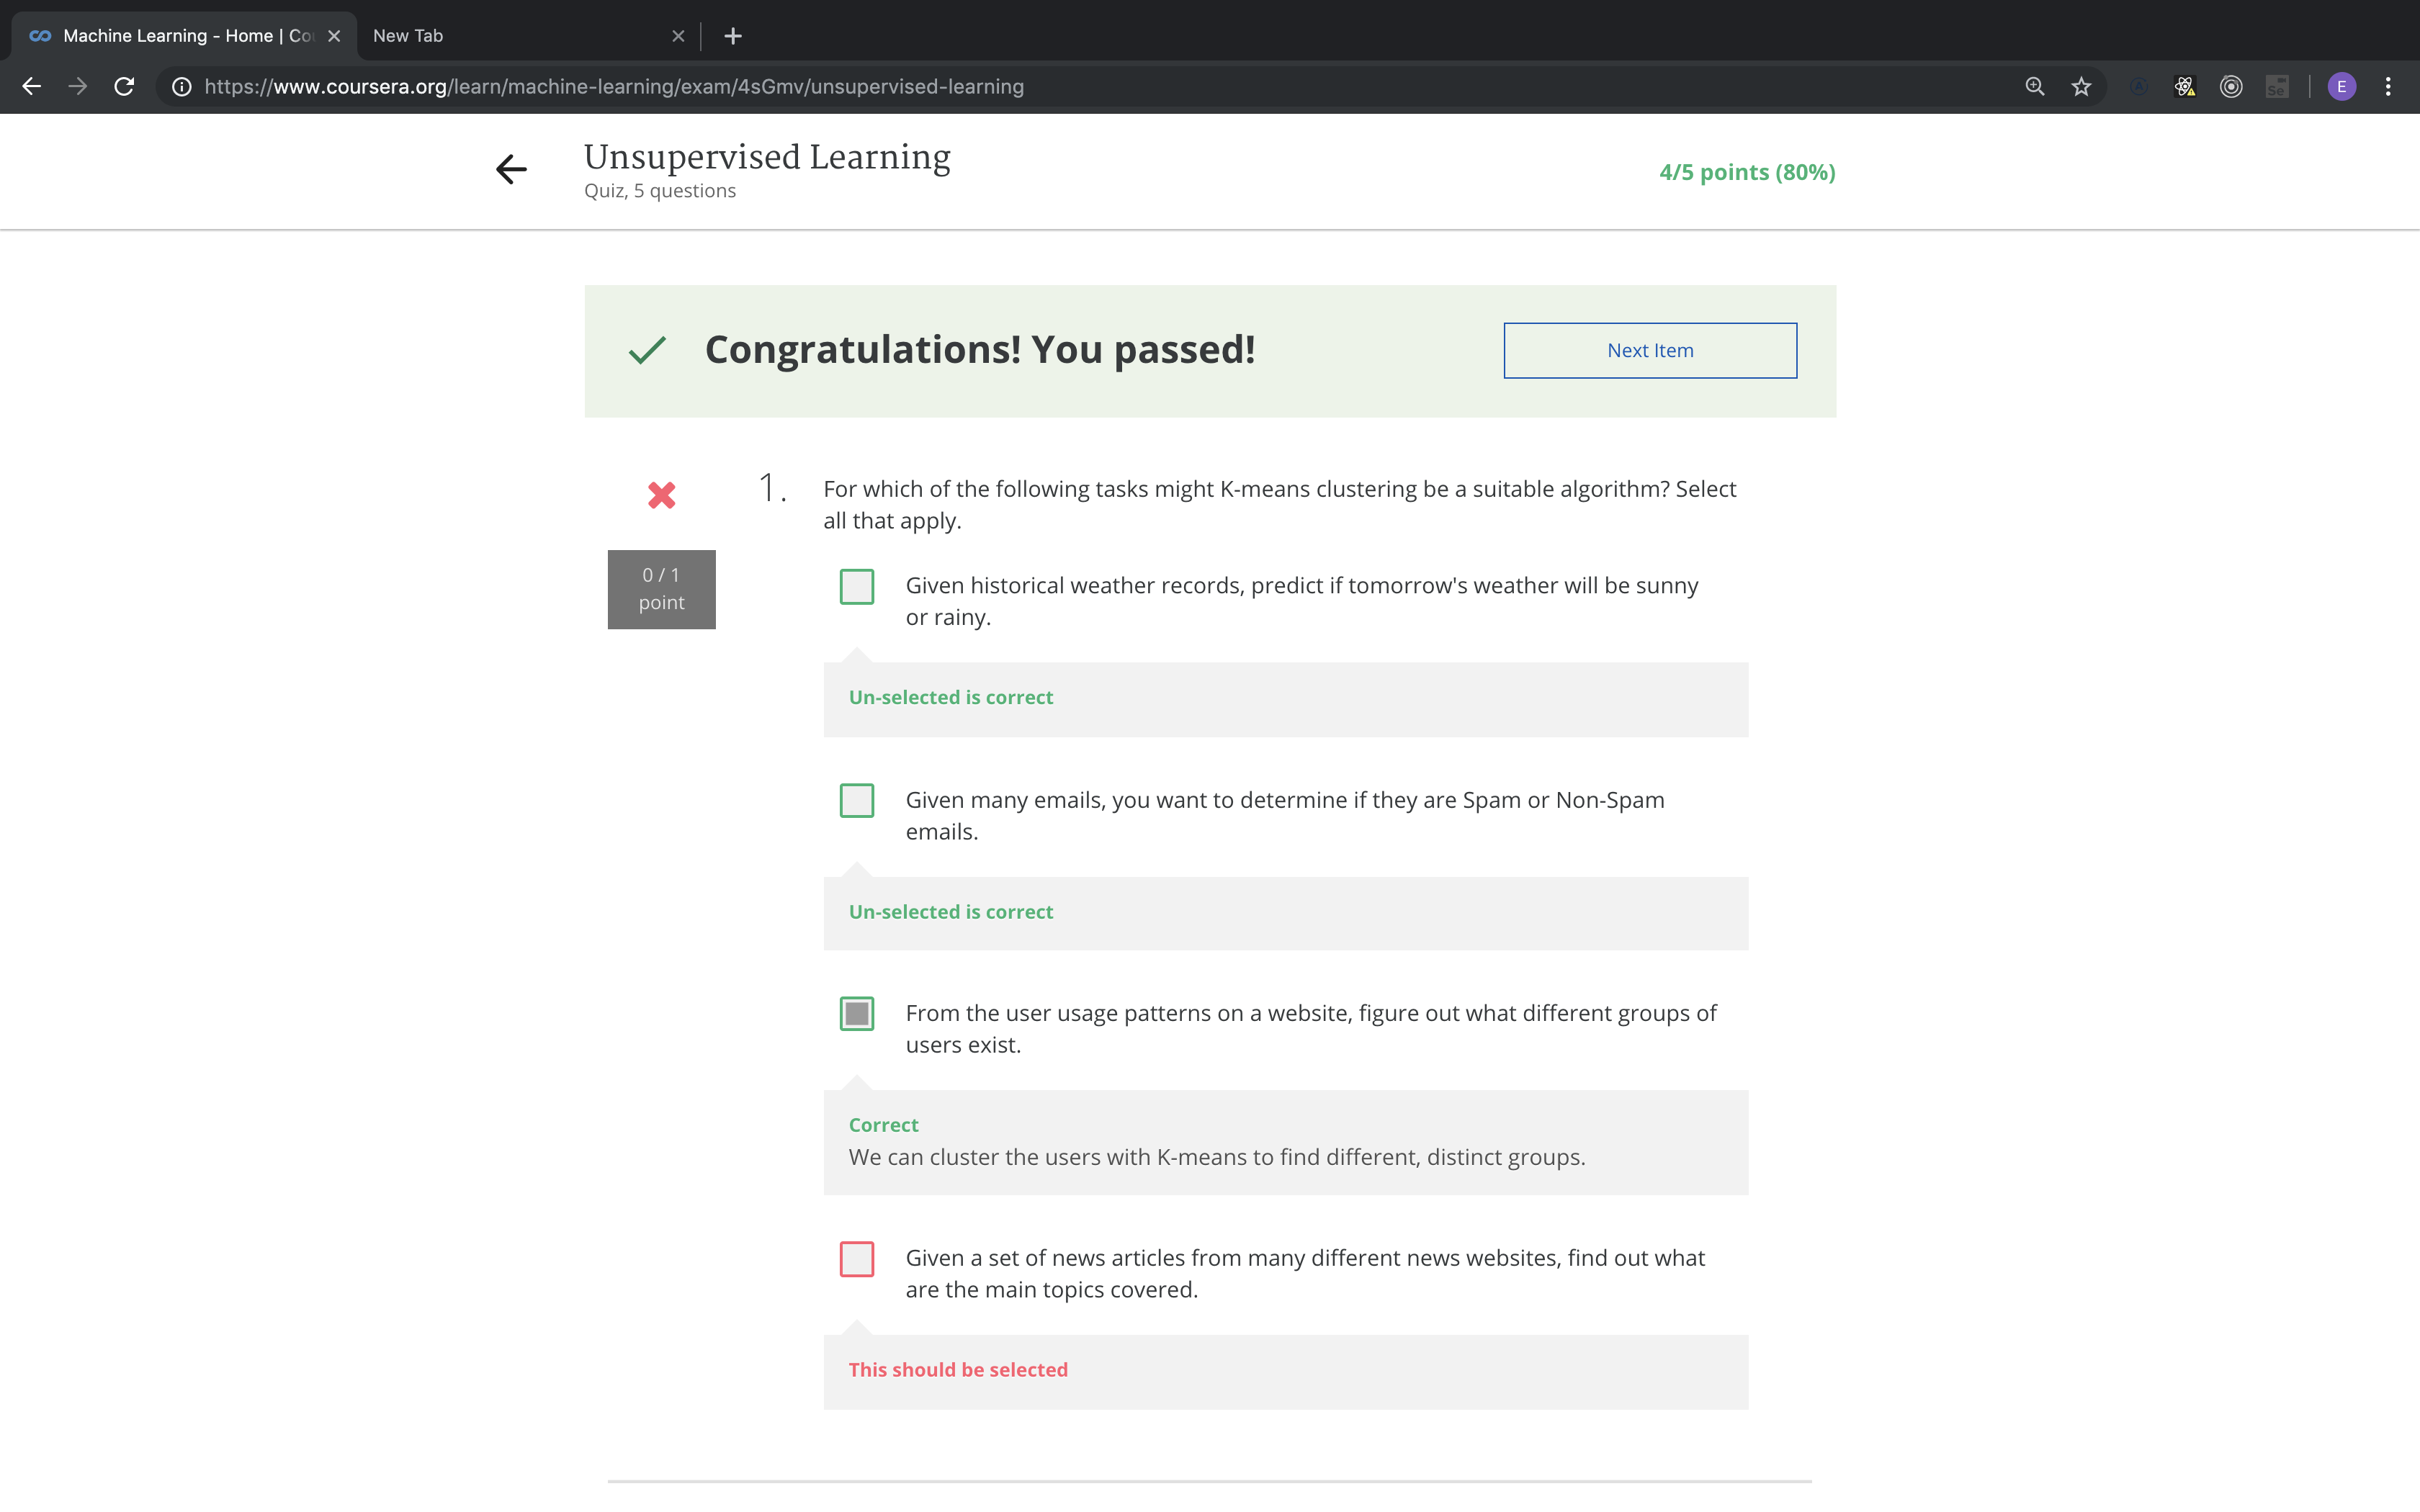 Machine Learning - Home | Co
New Tab
https://www.coursera.org/learn/machine-learning/exam/4sGmv/unsupervised-learning
Se
E
Unsupervised Learning
Quiz, 5 questions
4/5 points (80%)
Congratulations! You passed!
Next Item
0 / 1
point
1.
For which of the following tasks might K-means clustering be a suitable algorithm? Select
all that apply.
Given historical weather records, predict if tomorrow's weather will be sunny
or rainy.
Un-selected is correct
Given many emails, you want to determine if they are Spam or Non-Spam
emails.
Un-selected is correct
From the user usage patterns on a website, figure out what different groups of
users exist.
Correct
We can cluster the users with K-means to find different, distinct groups.
Given a set of news articles from many different news websites, find out what
are the main topics covered.
This should be selected